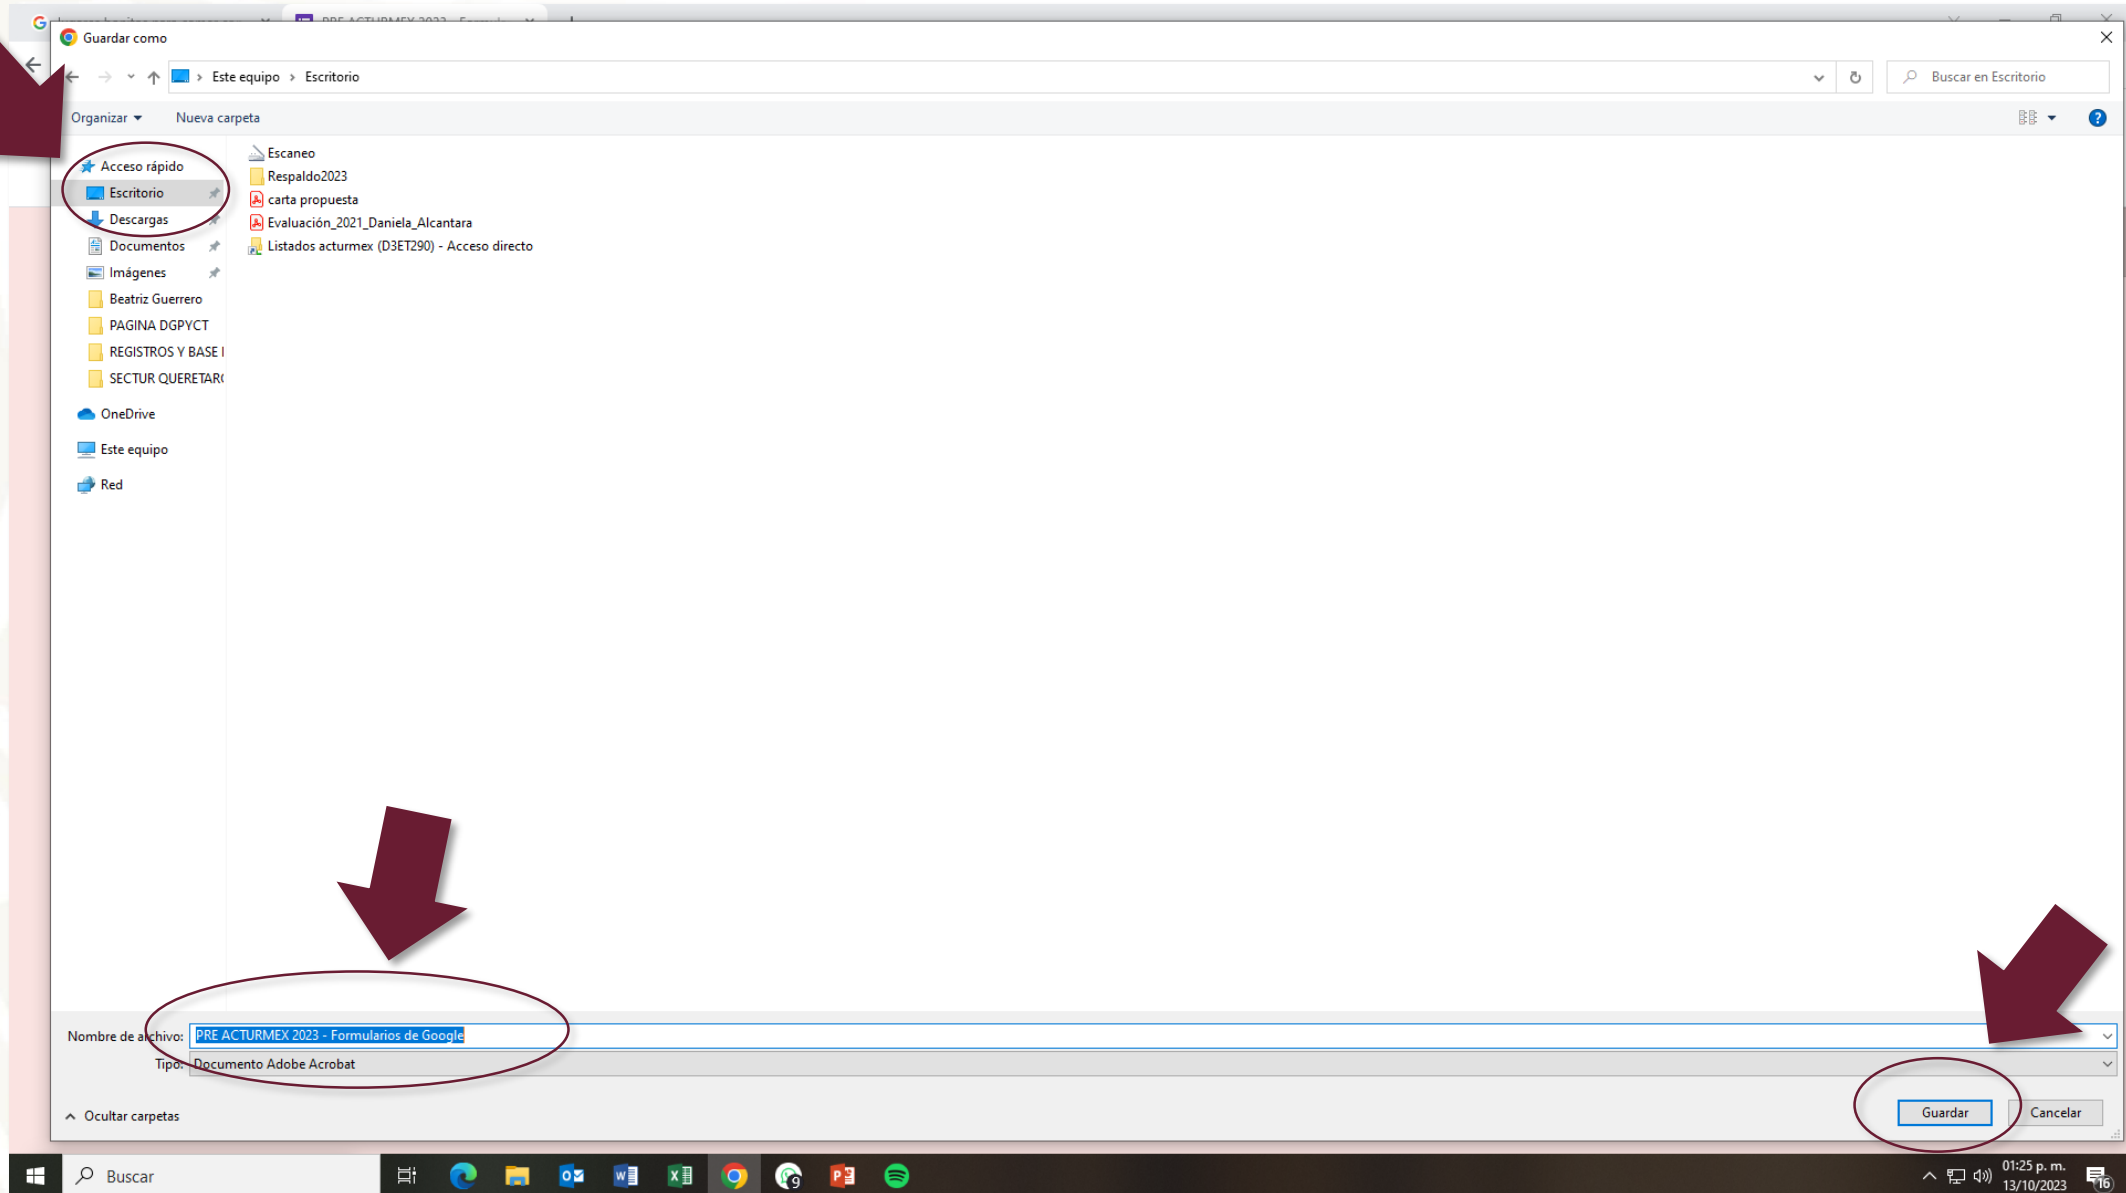 Guardar como
Este equipo > Escritorio
Buscar en Escritorio
Organizar
Nueva carpeta
Acceso rápido
Escritorio
Descargas
Documentos
Imágenes
Beatriz Guerrero
PAGINA DGPYCT
REGISTROS Y BASE
SECTUR QUERETAR
OneDrive
Este equipo
Red
Escaneo
Respaldo2023
carta propuesta
Evaluación_2021_Daniela_Alcantara
Listados acturmex (D3ET290) - Acceso directo
Nombre de archivo: PRE ACTURMEX 2023 - Formularios de Google
Tipo: Documento Adobe Acrobat
Ocultar carpetas
Guardar
Cancelar
Buscar
9
01:25 p. m.
13/10/2023
16